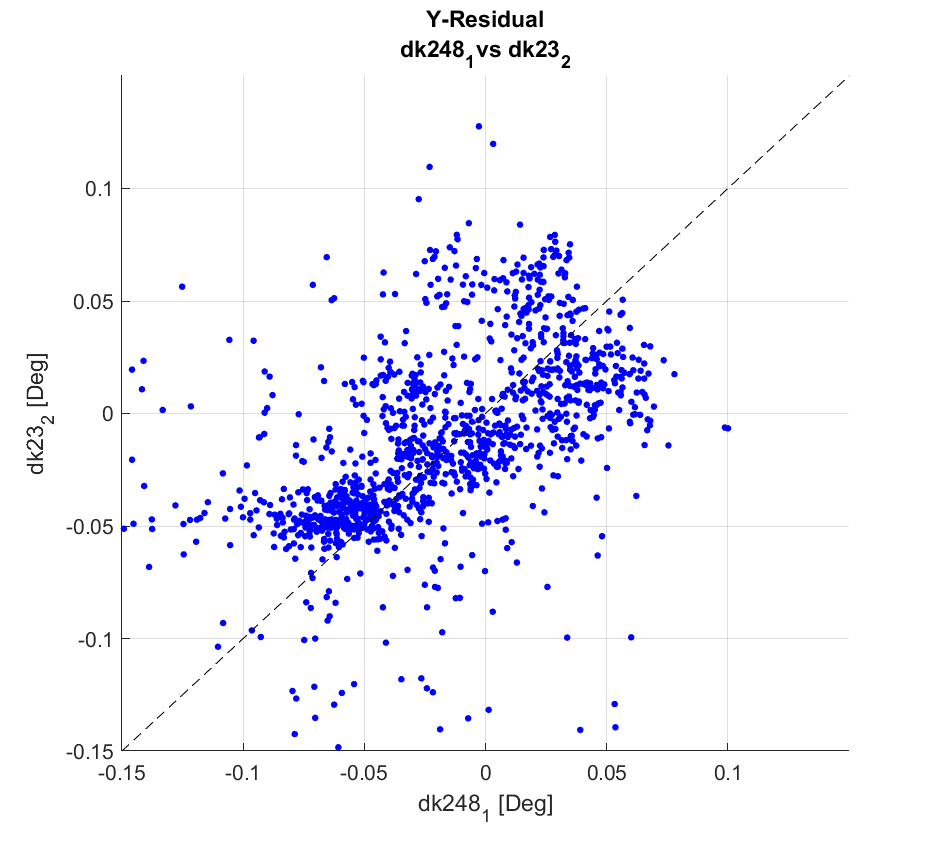 Y-Residual
dk248₁vs dk23₂
0.1
0.05
0
-0.05
-0.1
-0.15
dk23₂ [Deg]
-0.15 -0.1 -0.05 0 0.05 0.1
dk248₁ [Deg]